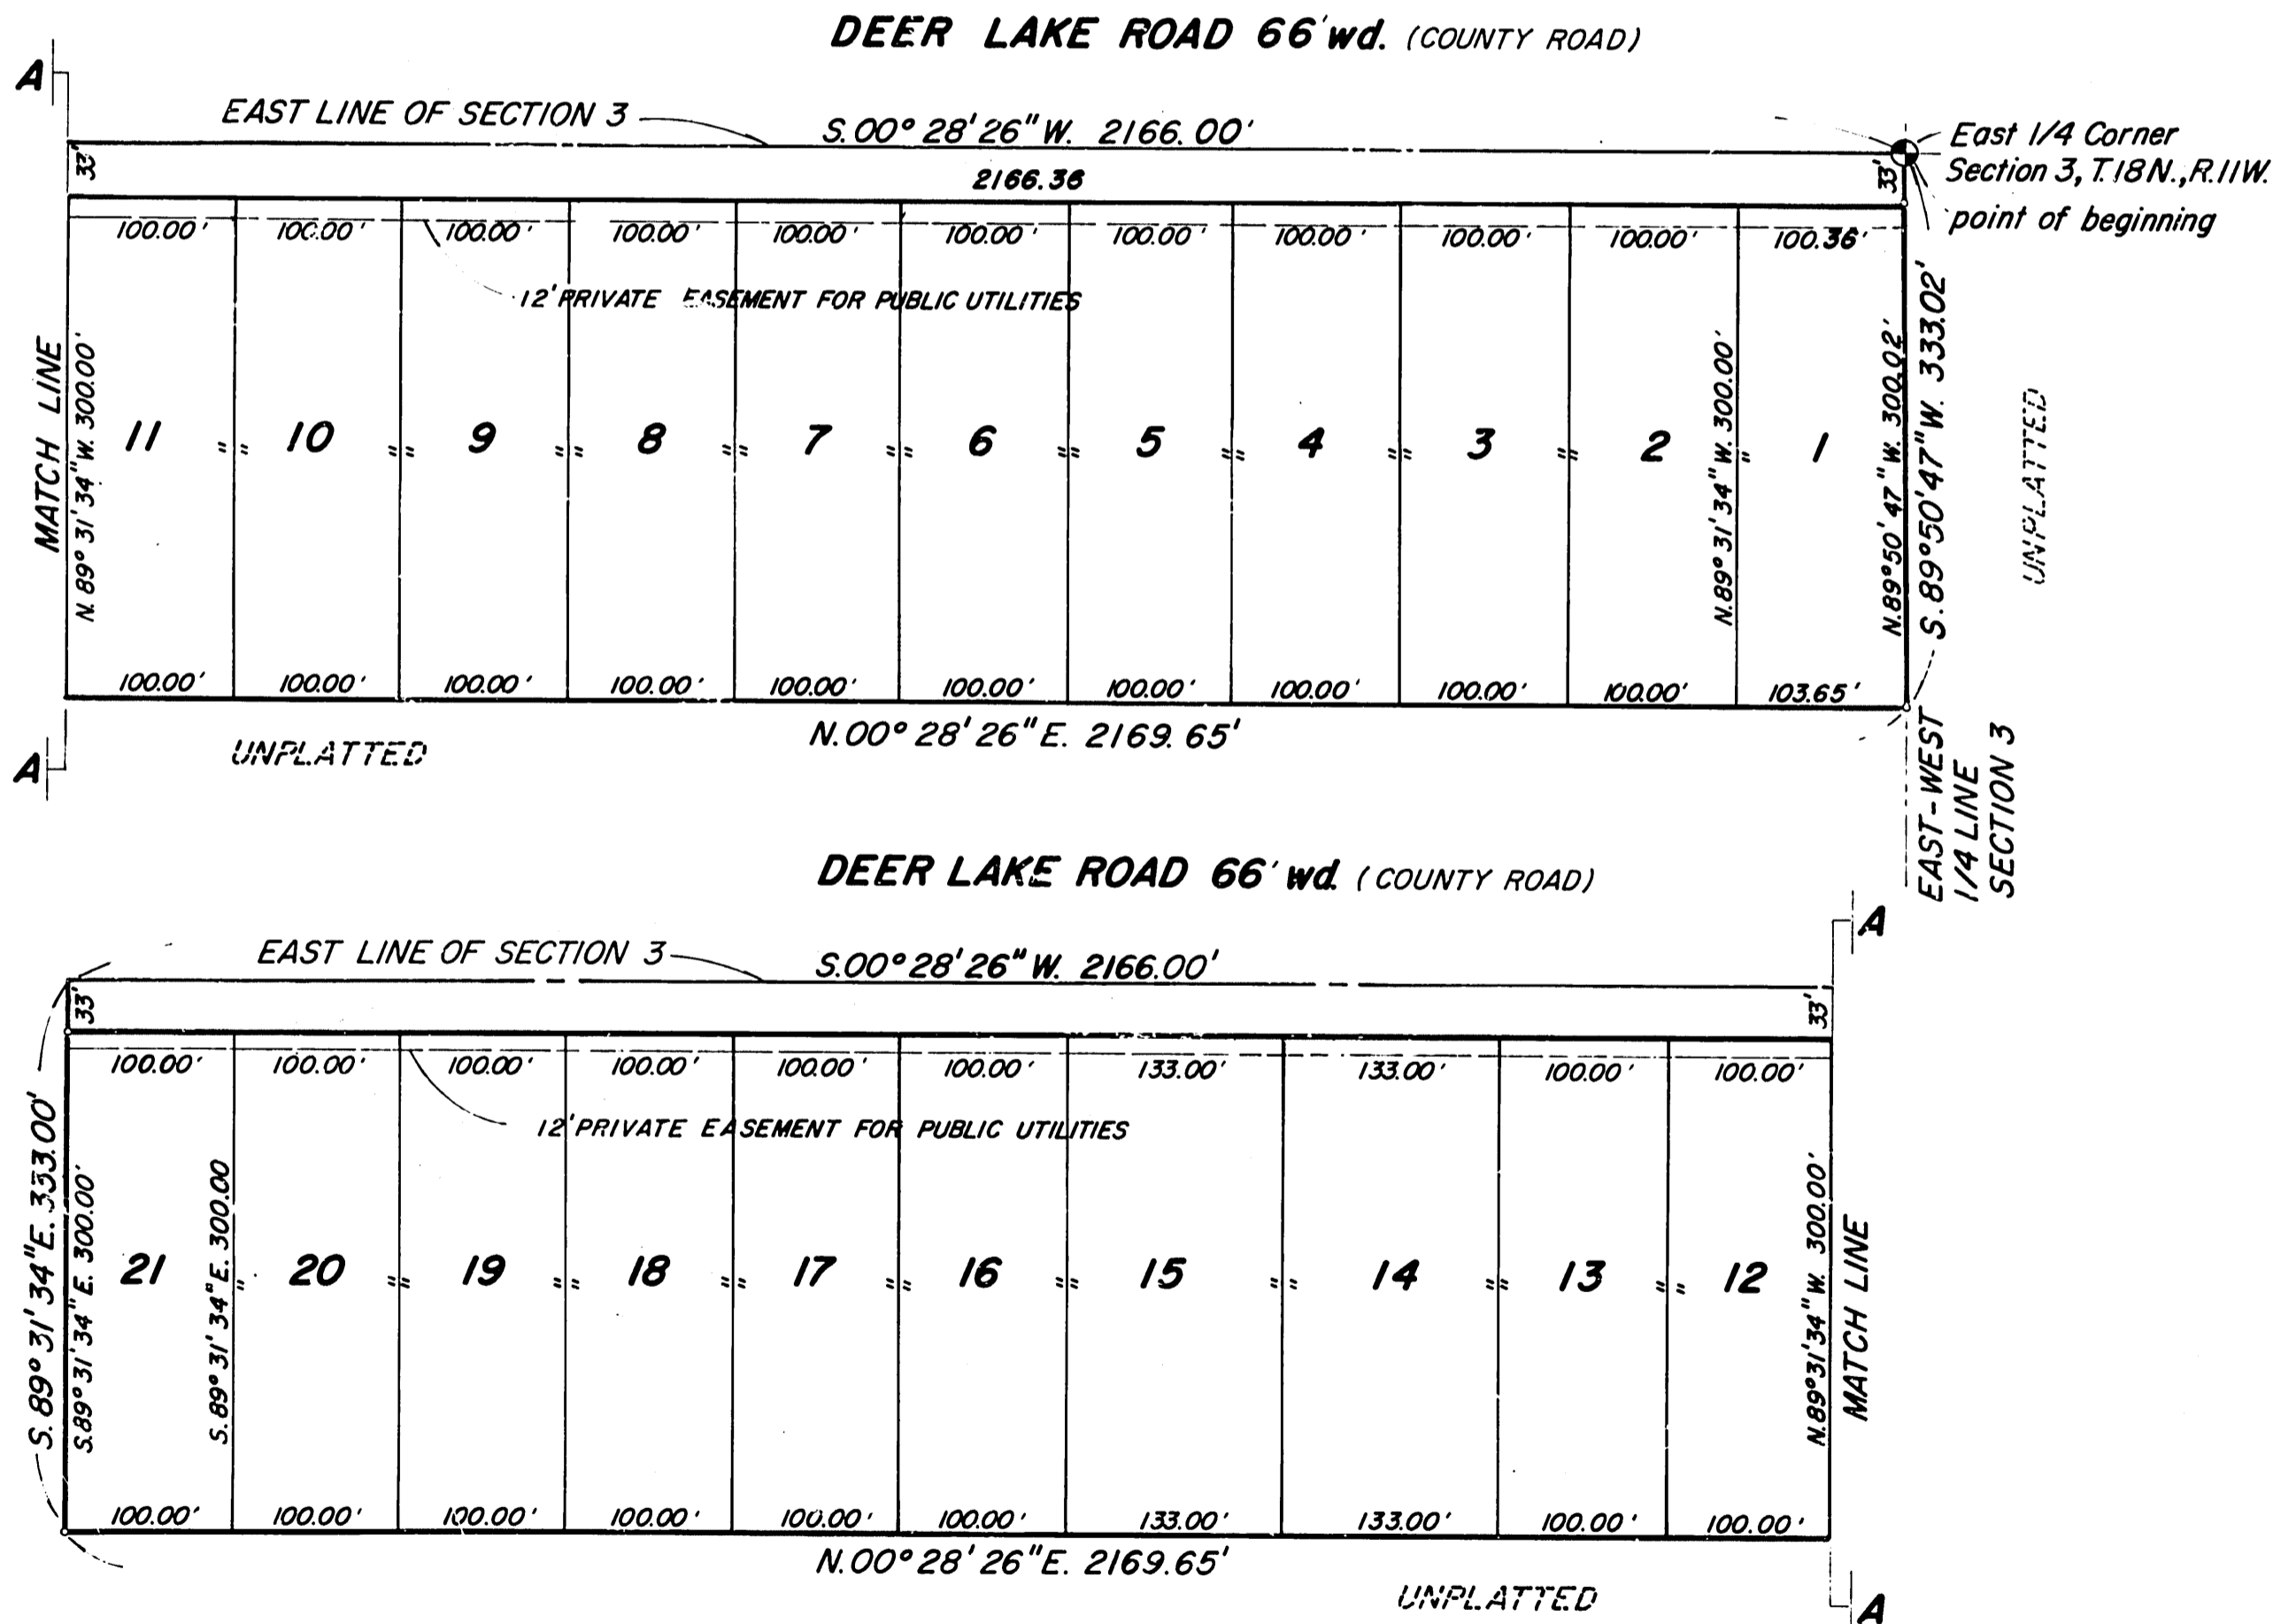 DEER LAKE ROAD 66' wd. (COUNTY ROAD)
A
EAST LINE OF SECTION 3
S. 00° 28' 26" W. 2166.00'
East 1/4 Corner
Section 3, T. 18 N., R. 11 W.
point of beginning
33'
2166.36
33'
100.00' 100.00' 100.00' 100.00' 100.00' 100.00' 100.00' 100.00' 100.00' 100.00' 100.36'
12' PRIVATE EASEMENT FOR PUBLIC UTILITIES
MATCH LINE
N. 89° 31' 34" W. 300.00'
11 " " 10 " " 9 " " 8 " " 7 " " 6 " " 5 " " 4 " " 3 " " 2 " 1
N. 89° 31' 34" W. 300.00'
N. 89° 50' 47" W. 300.02'
S. 89° 50' 47" W. 333.02'
UNPLATTED
100.00' 100.00' 100.00' 100.00' 100.00' 100.00' 100.00' 100.00' 100.00' 100.00' 103.65'
N. 00° 28' 26" E. 2169.65'
UNPLATTED
A
EAST-WEST
1/4 LINE
SECTION 3
DEER LAKE ROAD 66' wd. (COUNTY ROAD)
A
EAST LINE OF SECTION 3
S. 00° 28' 26" W. 2166.00'
33'
33'
100.00' 100.00' 100.00' 100.00' 100.00' 100.00' 133.00' 133.00' 100.00' 100.00'
12' PRIVATE EASEMENT FOR PUBLIC UTILITIES
S. 89° 31' 34" E. 333.00'
S. 89° 31' 34" E. 300.00'
S. 89° 31' 34" E. 300.00
21 " 20 " " 19 " " 18 " " 17 " " 16 " " 15 " " 14 " " 13 " " 12
N. 89° 31' 34" W. 300.00'
MATCH LINE
100.00' 100.00' 100.00' 100.00' 100.00' 100.00' 133.00' 133.00' 100.00' 100.00'
N. 00° 28' 26" E. 2169.65'
UNPLATTED
A